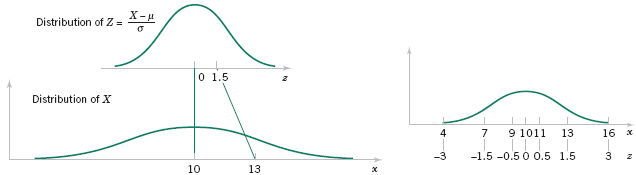 Distribution of Z = X – μ / σ
0 1.5 z
Distribution of X
10 13 x
4 7 9 10 11 13 16 x
–3 –1.5 –0.5 0 0.5 1.5 3 z